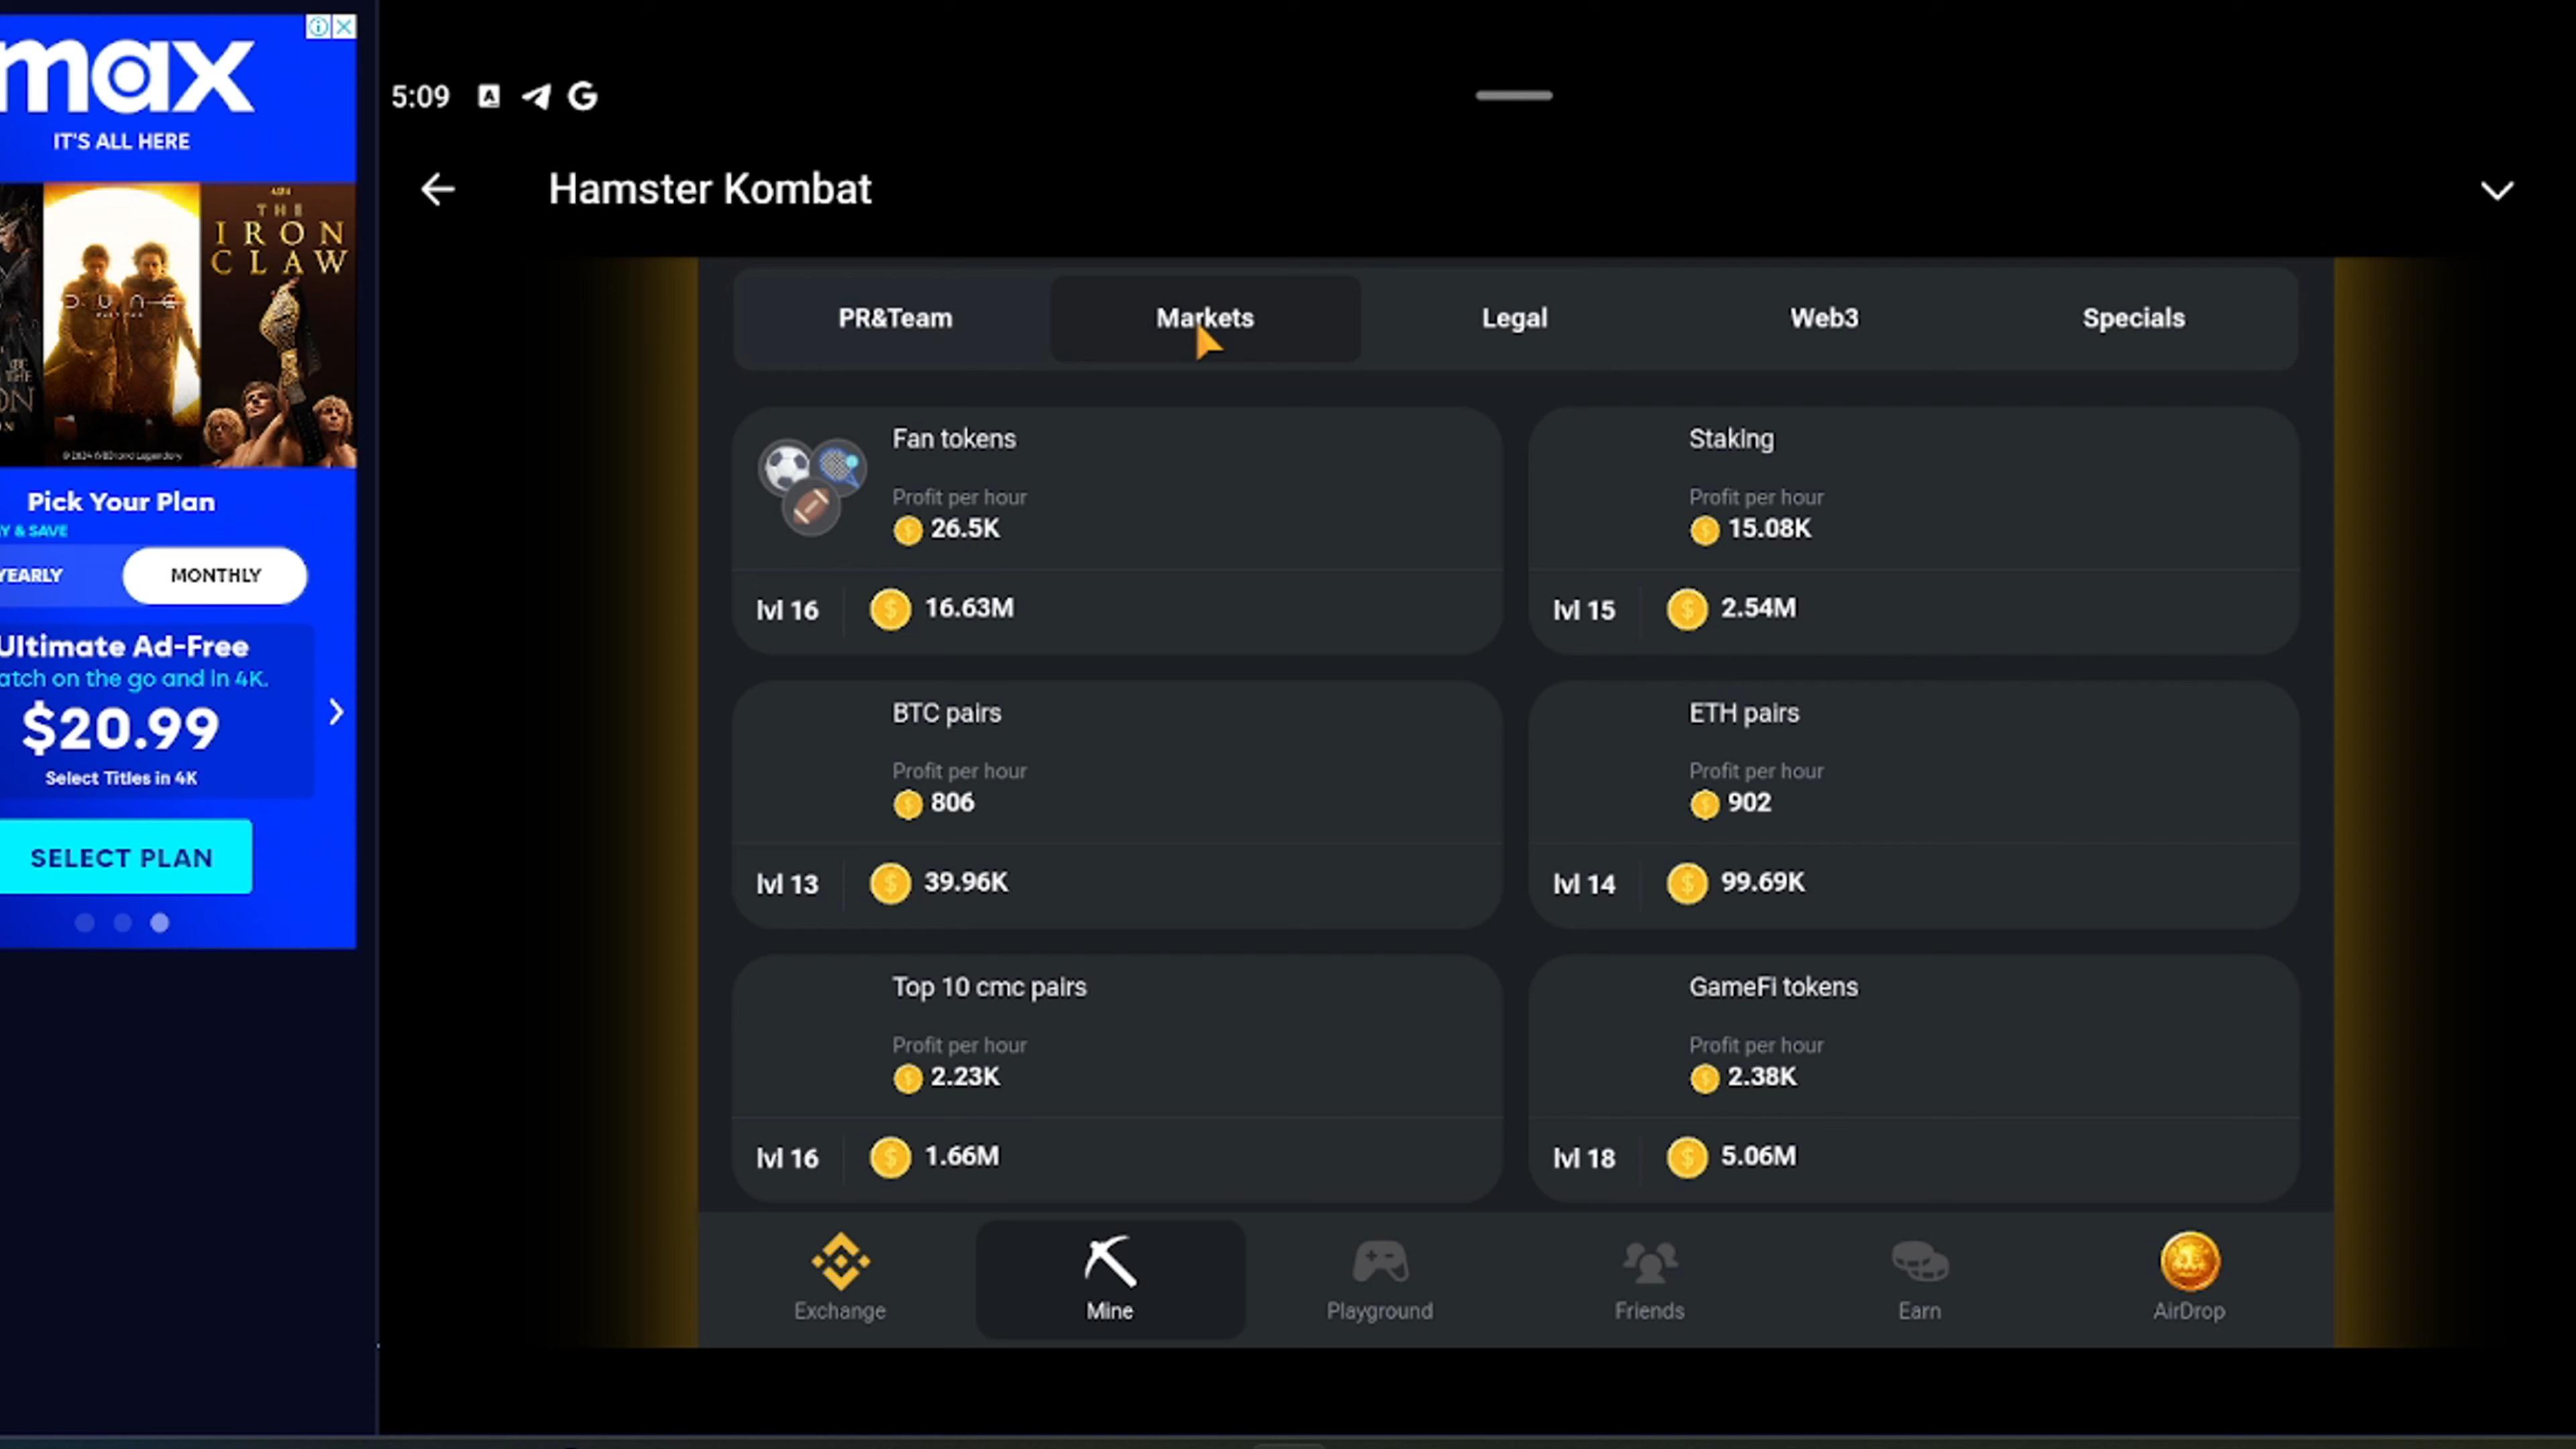 max
IT'S ALL HERE
THE
IRON
CLAW
DUNE
Pick Your Plan
Y & SAVE
YEARLY
MONTHLY
Ultimate Ad-Free
atch on the go and in 4K.
$20.99
Select Titles in 4K
SELECT PLAN
5:09
Hamster Kombat
PR&Team
Markets
Legal
Web3
Specials
Fan tokens
Profit per hour
26.5K
lvl 16
16.63M
Staking
Profit per hour
15.08K
lvl 15
2.54M
BTC pairs
Profit per hour
806
lvl 13
39.96K
ETH pairs
Profit per hour
902
lvl 14
99.69K
Top 10 cmc pairs
Profit per hour
2.23K
lvl 16
1.66M
GameFi tokens
Profit per hour
2.38K
lvl 18
5.06M
Exchange
Mine
Playground
Friends
Earn
AirDrop